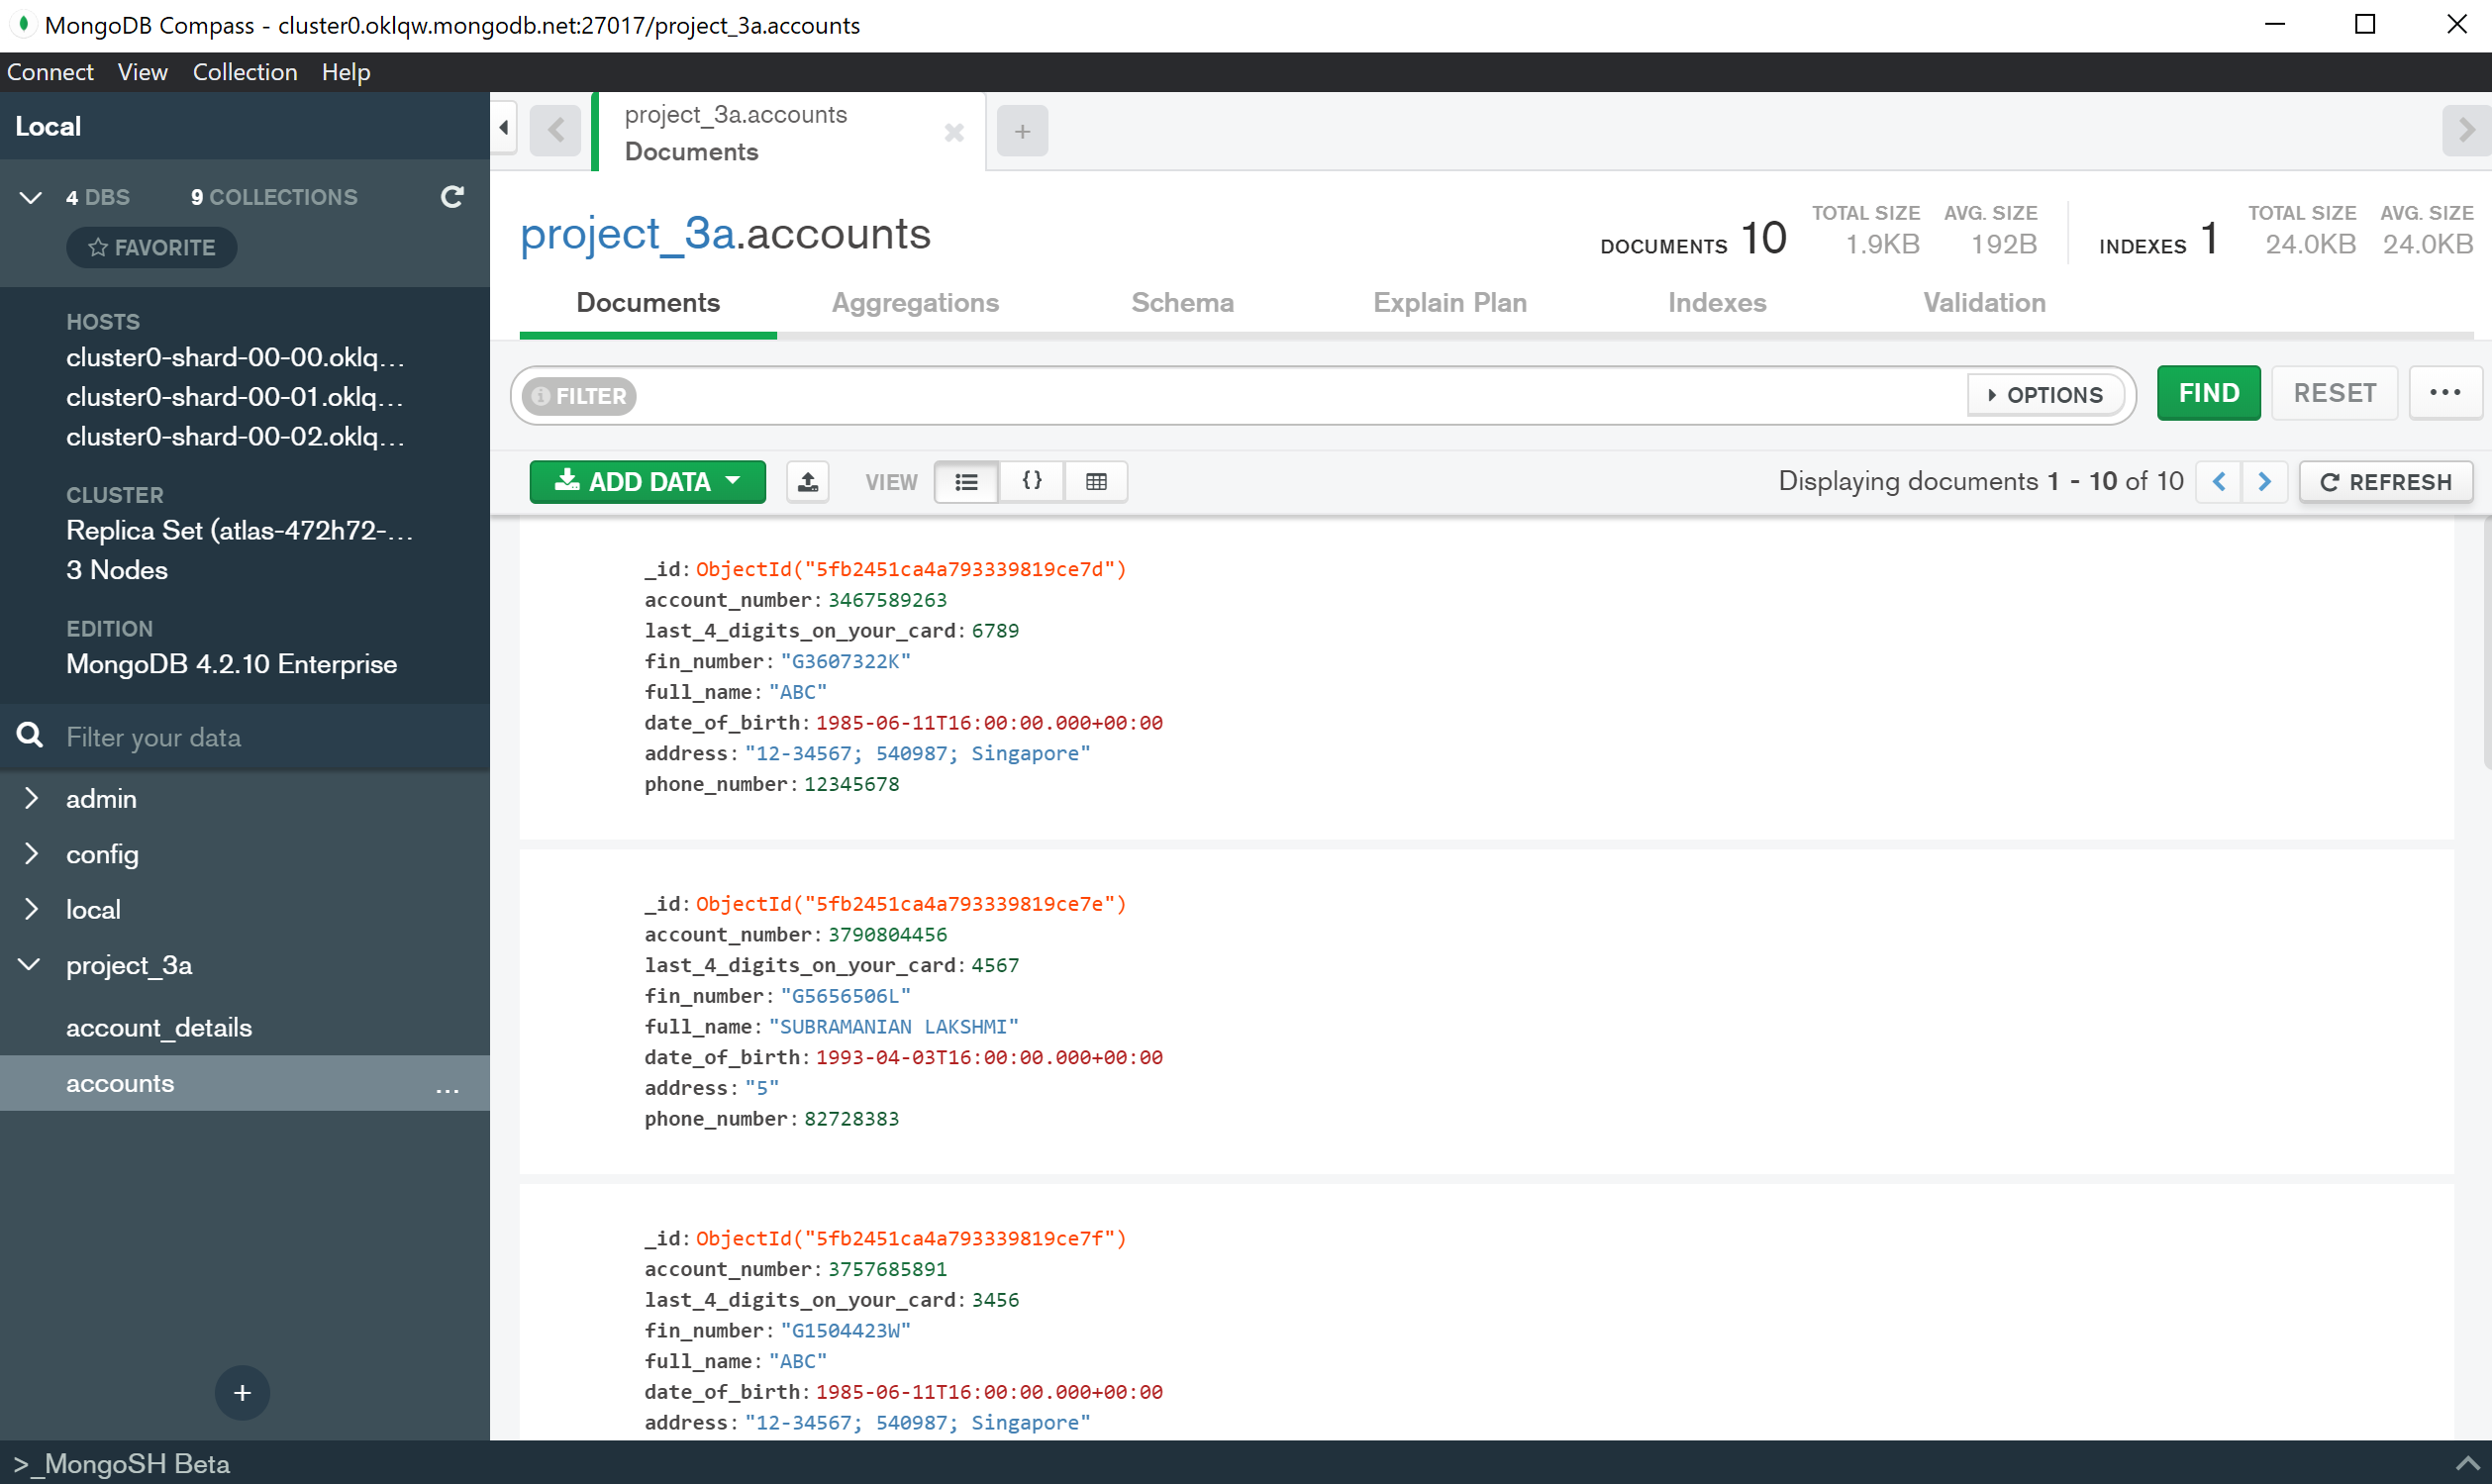 MongoDB Compass - cluster0.oklqw.mongodb.net:27017/project_3a.accounts
Connect View Collection Help
Local
4 DBS 9 COLLECTIONS
FAVORITE
HOSTS
cluster0-shard-00-00.oklq...
cluster0-shard-00-01.oklq...
cluster0-shard-00-02.oklq...
CLUSTER
Replica Set (atlas-472h72-...
3 Nodes
EDITION
MongoDB 4.2.10 Enterprise
Filter your data
admin
config
local
project_3a
account_details
accounts ...
>_MongoSH Beta
project_3a.accounts
Documents
project_3a.accounts
DOCUMENTS 10 TOTAL SIZE 1.9KB AVG. SIZE 192B INDEXES 1 TOTAL SIZE 24.0KB AVG. SIZE 24.0KB
Documents Aggregations Schema Explain Plan Indexes Validation
FILTER OPTIONS FIND RESET ...
ADD DATA VIEW {} Displaying documents 1 - 10 of 10 REFRESH
_id: ObjectId("5fb2451ca4a793339819ce7d")
account_number: 3467589263
last_4_digits_on_your_card: 6789
fin_number: "G3607322K"
full_name: "ABC"
date_of_birth: 1985-06-11T16:00:00.000+00:00
address: "12-34567; 540987; Singapore"
phone_number: 12345678
_id: ObjectId("5fb2451ca4a793339819ce7e")
account_number: 3790804456
last_4_digits_on_your_card: 4567
fin_number: "G5656506L"
full_name: "SUBRAMANIAN LAKSHMI"
date_of_birth: 1993-04-03T16:00:00.000+00:00
address: "5"
phone_number: 82728383
_id: ObjectId("5fb2451ca4a793339819ce7f")
account_number: 3757685891
last_4_digits_on_your_card: 3456
fin_number: "G1504423W"
full_name: "ABC"
date_of_birth: 1985-06-11T16:00:00.000+00:00
address: "12-34567; 540987; Singapore"